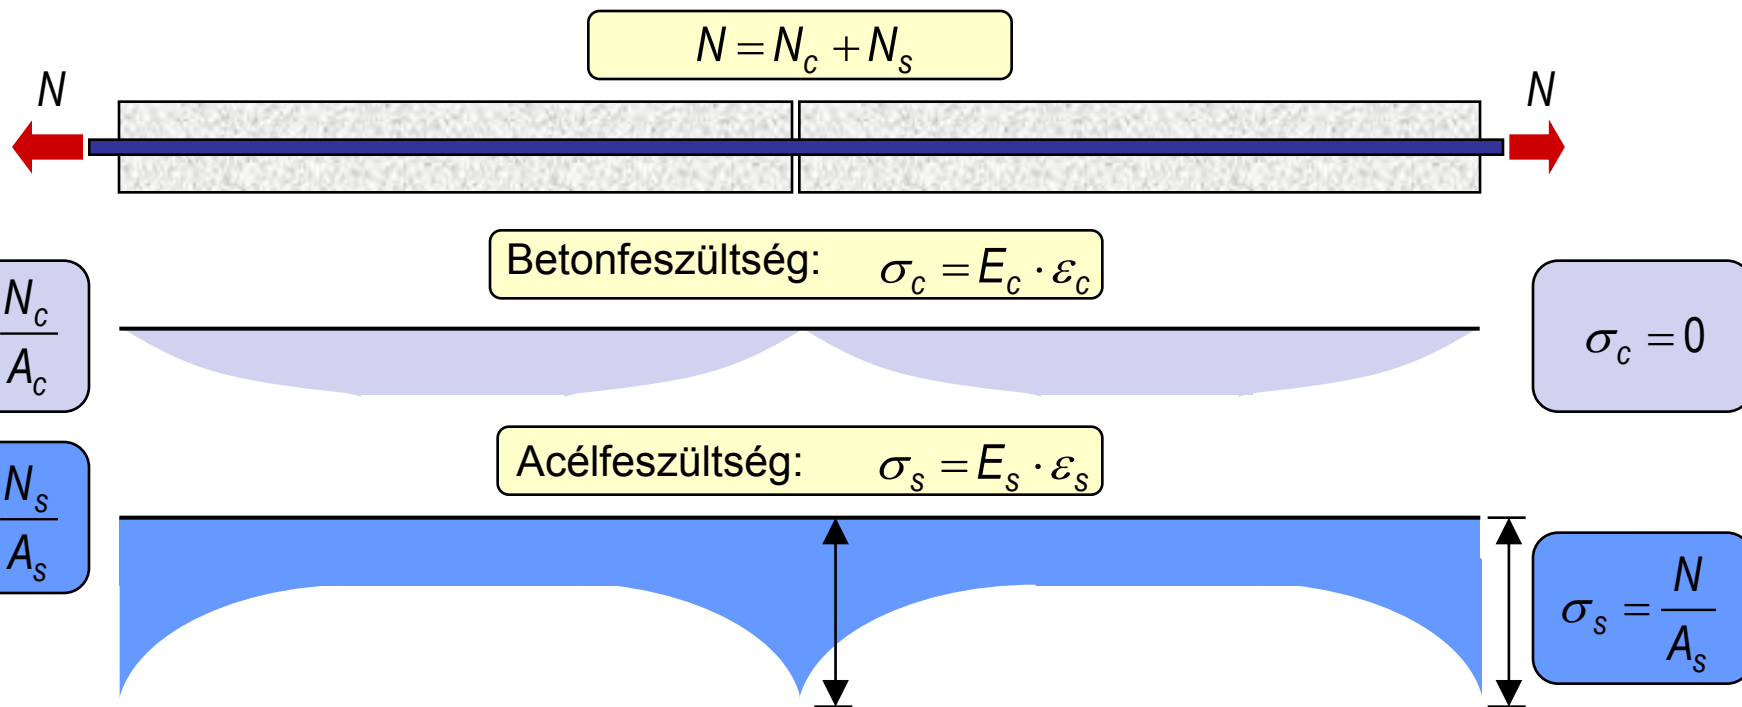 N = N_c + N_s
N N
Betonfeszültség: σ_c = E_c · ε_c
N_c
A_c
σ_c = 0
Acélfeszültség: σ_s = E_s · ε_s
N_s
A_s
σ_s = N / A_s